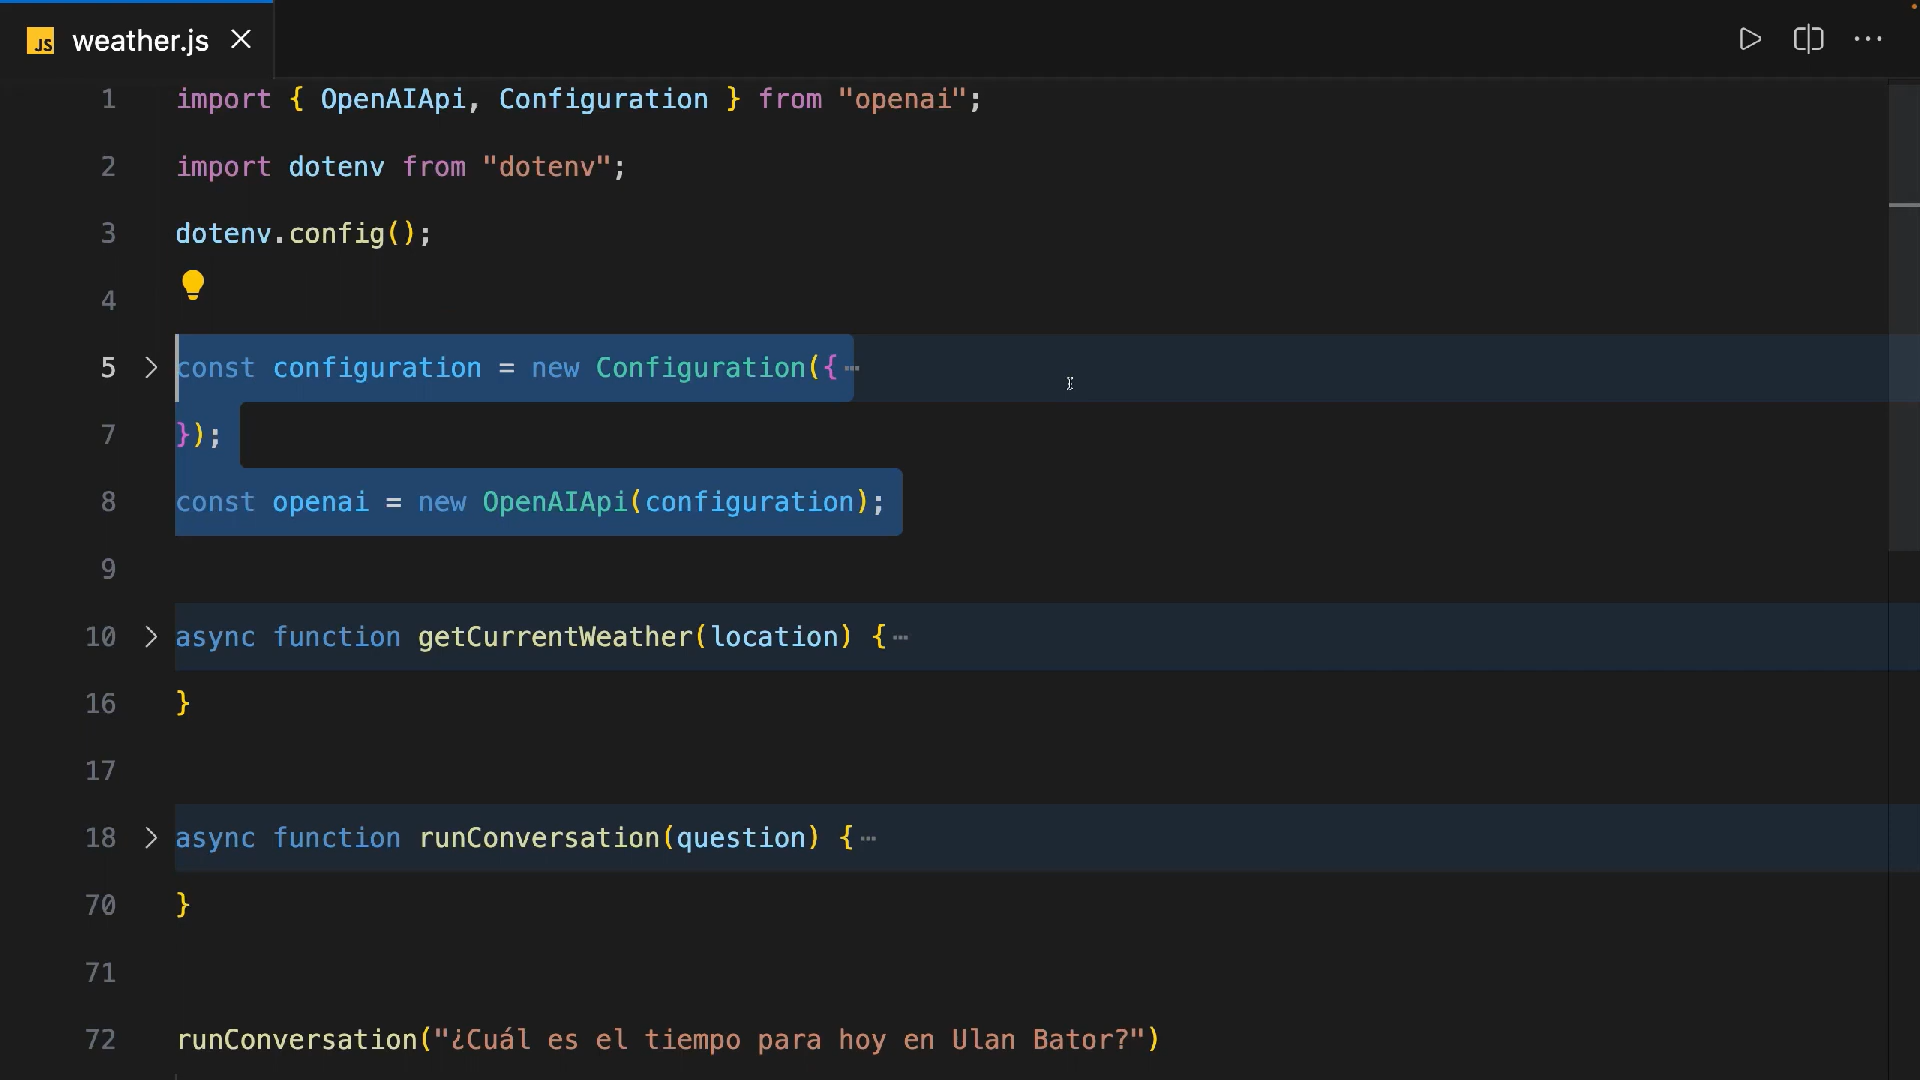 JS weather.js
1 import { OpenAIApi, Configuration } from "openai";
2 import dotenv from "dotenv";
3 dotenv.config();
4
5 const configuration = new Configuration({
7 });
8 const openai = new OpenAIApi(configuration);
9
10 async function getCurrentWeather(location) {
16 }
17
18 async function runConversation(question) {
70 }
71
72 runConversation("¿Cuál es el tiempo para hoy en Ulan Bator?")